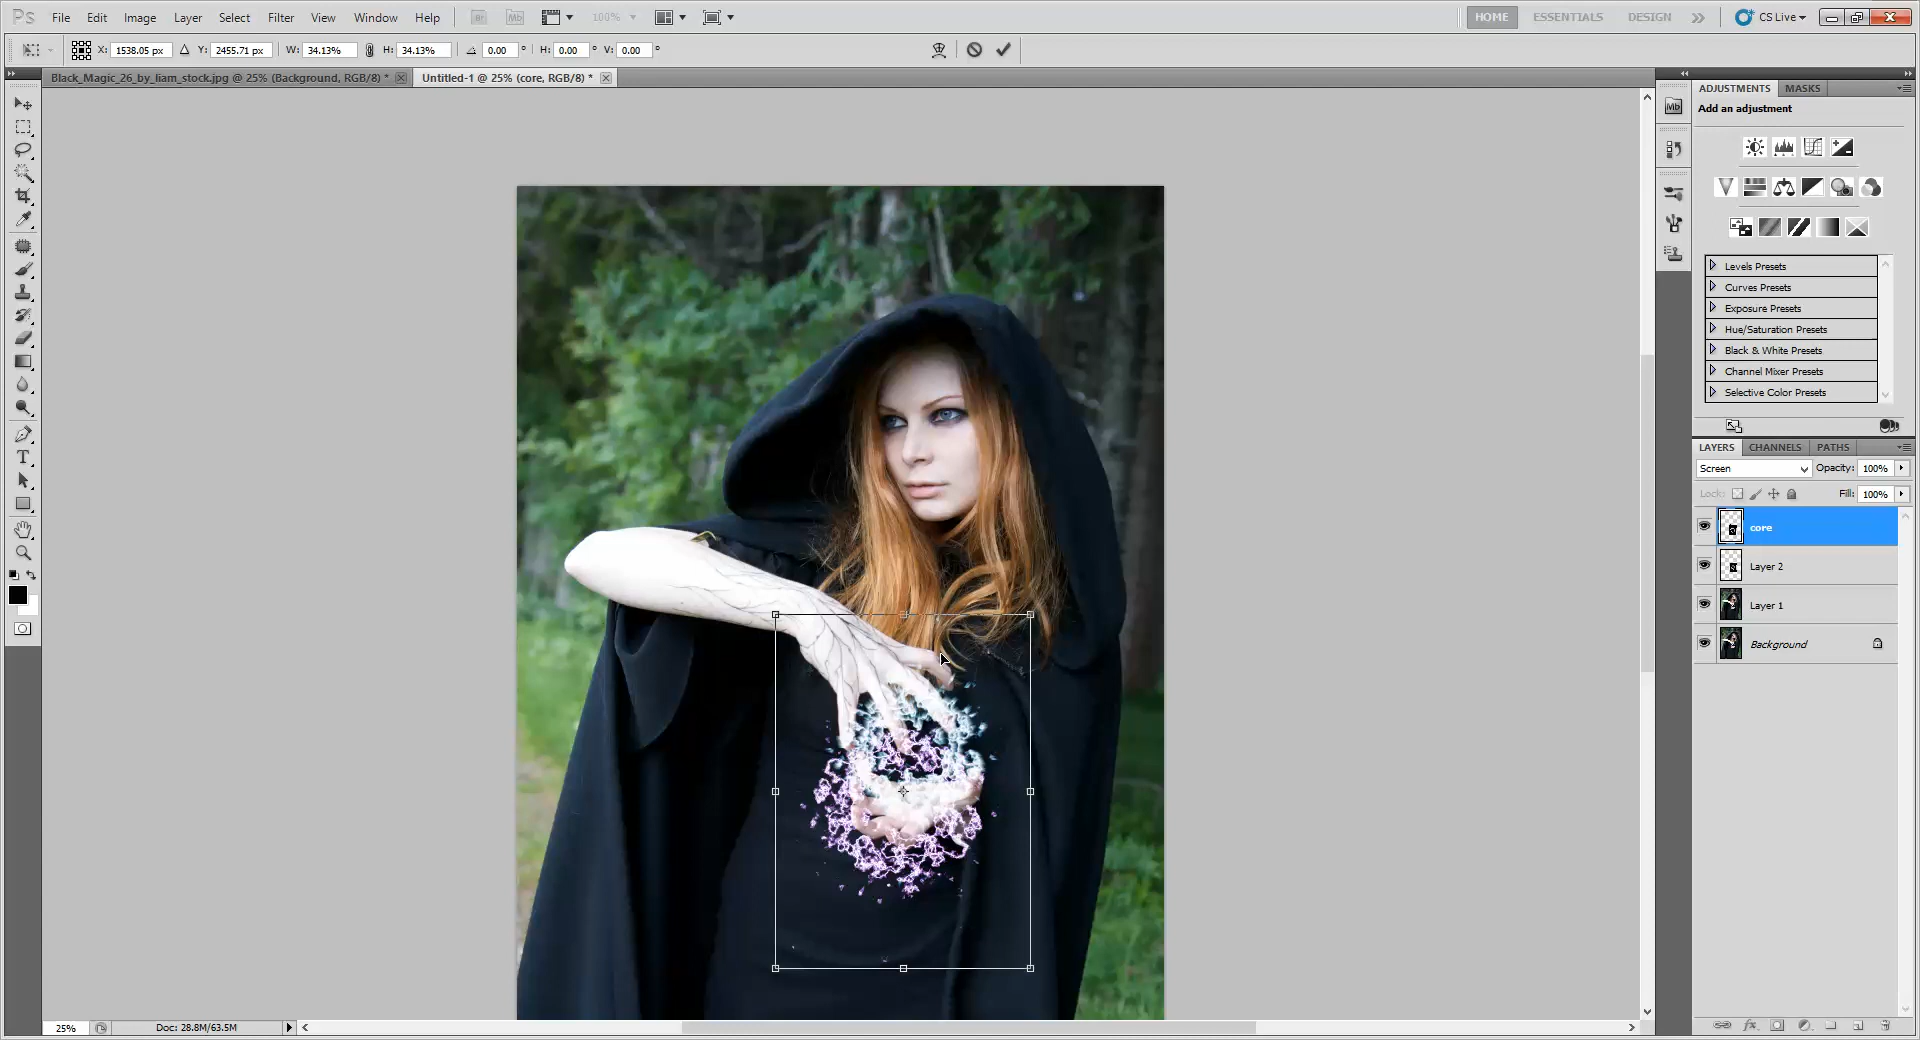 Ps File Edit Image Layer Select Filter View Window Help Br Mb 100% HOME ESSENTIALS DESIGN CS Live
X: 1538.05 px Y: 2455.71 px W: 34.13% H: 34.13% 0.00 ° H: 0.00 ° V: 0.00 °
Black_Magic_26_by_liam_stock.jpg @ 25% (Background, RGB/8) * Untitled-1 @ 25% (core, RGB/8) *
ADJUSTMENTS MASKS
Add an adjustment
Mb
Levels Presets
Curves Presets
Exposure Presets
Hue/Saturation Presets
Black & White Presets
Channel Mixer Presets
Selective Color Presets
LAYERS CHANNELS PATHS
Screen Opacity: 100%
Lock: Fill: 100%
core
Layer 2
Layer 1
Background
T
25% Doc: 28.8M/63.5M
fx